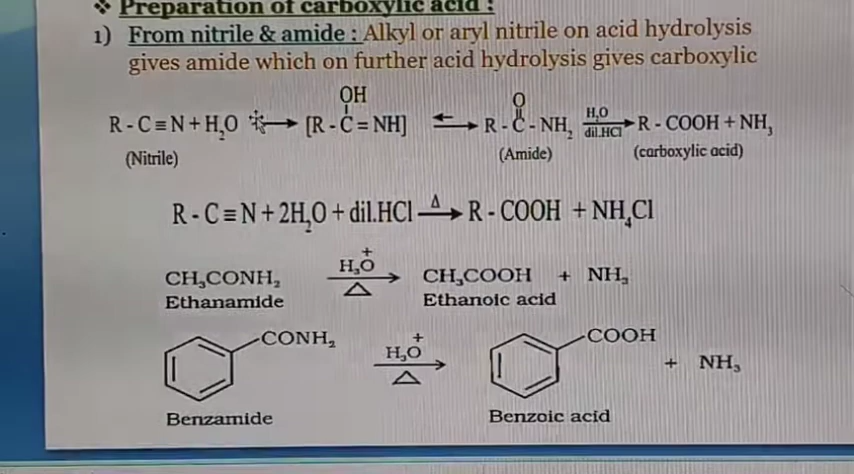 ❖ Preparation of carboxylic acid :
1) From nitrile & amide : Alkyl or aryl nitrile on acid hydrolysis
gives amide which on further acid hydrolysis gives carboxylic
OH O
R - C ≡ N + H₂O ⟶ [R - C = NH] ⇌ R - C - NH₂ H₂O dil.HCl ⟶ R - COOH + NH₃
(Nitrile) (Amide) (carboxylic acid)
R - C ≡ N + 2H₂O + dil.HCl Δ⟶ R - COOH + NH₄Cl
CH₃CONH₂ H₃O⁺ △ ⟶ CH₃COOH + NH₃
Ethanamide Ethanoic acid
CONH₂ H₃O⁺ △ ⟶ COOH + NH₃
Benzamide Benzoic acid